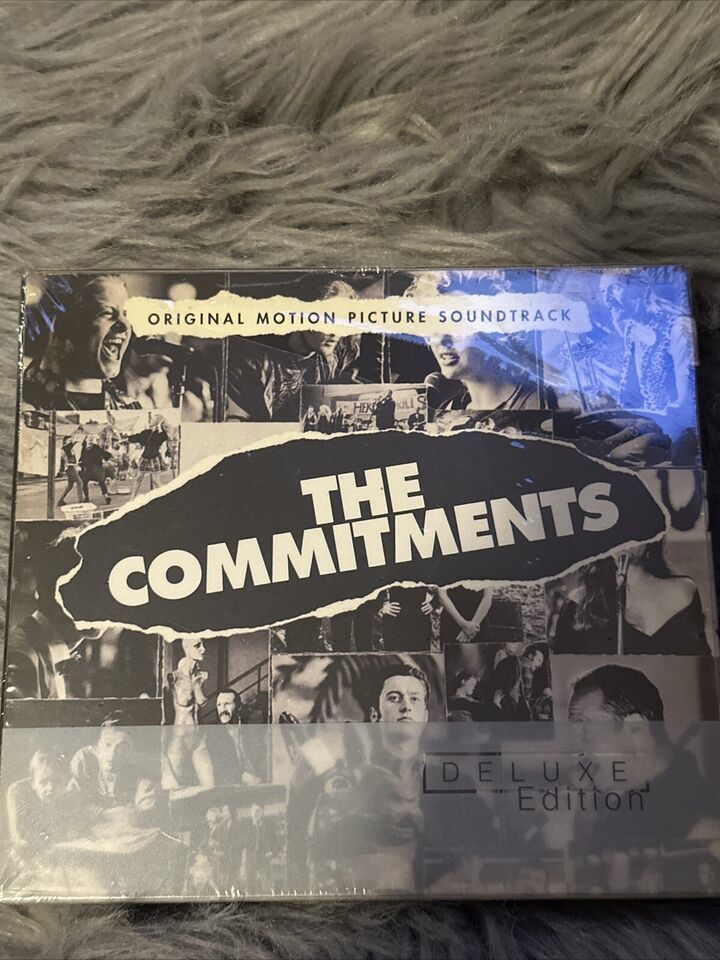 ORIGINAL MOTION PICTURE SOUNDTRACK
THE
COMMITMENTS
DELUXE
Edition